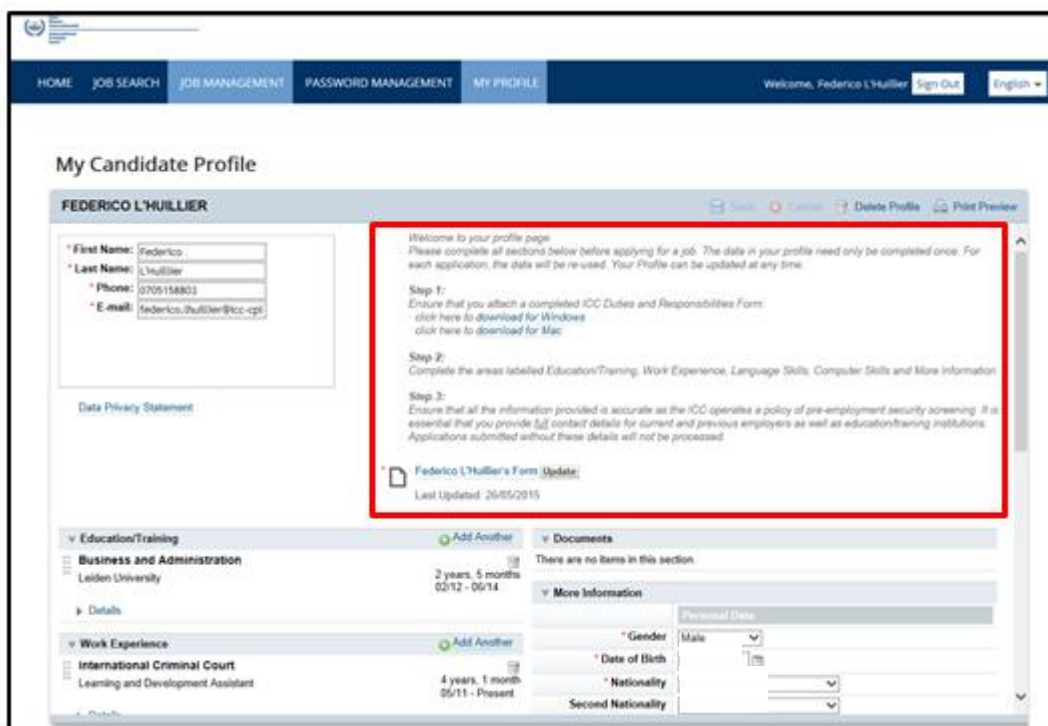 HOME JOB SEARCH JOB MANAGEMENT PASSWORD MANAGEMENT MY PROFILE Welcome, Federico L'Huillier Sign Out English
My Candidate Profile
FEDERICO L'HUILLIER Save Cancel Delete Profile Print Preview
* First Name: Federico
* Last Name: L'Huillier
* Phone: 0705158803
* E-mail: federico.lhuillier@icc-cpi
Data Privacy Statement
Welcome to your profile page.
Please complete all sections below before applying for a job. The data in your profile need only be completed once. For
each application, the data will be re-used. Your Profile can be updated at any time.
Step 1:
Ensure that you attach a completed ICC Duties and Responsibilities Form:
click here to download for Windows
click here to download for Mac
Step 2:
Complete the areas labelled Education/Training, Work Experience, Language Skills, Computer Skills and More Information
Step 3:
Ensure that all the information provided is accurate as the ICC operates a policy of pre-employment security screening. It is
essential that you provide full contact details for current and previous employers as well as education/training institutions.
Applications submitted without these details will not be processed.
* Federico L'Huillier's Form Update
Last Updated: 26/05/2015
Education/Training Add Another
Business and Administration
Leiden University
2 years, 5 months
02/12 - 06/14
Details
Work Experience Add Another
International Criminal Court
Learning and Development Assistant
4 years, 1 month
05/11 - Present
Details
Documents
There are no items in this section.
More Information
Personal Data
* Gender Male
* Date of Birth
* Nationality
Second Nationality